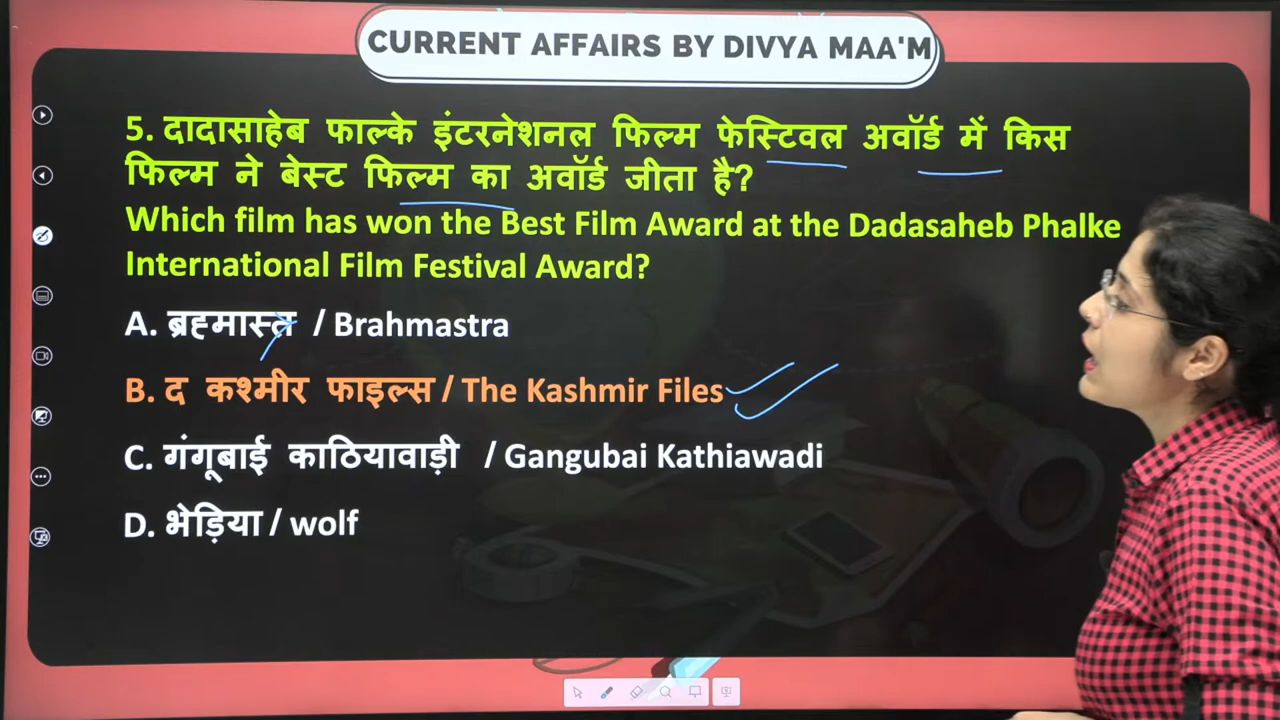 CURRENT AFFAIRS BY DIVYA MAA'M
5. दादासाहेब फाल्के इंटरनेशनल फिल्म फेस्टिवल अवॉर्ड में किस
फिल्म ने बेस्ट फिल्म का अवॉर्ड जीता है?
Which film has won the Best Film Award at the Dadasaheb Phalke
International Film Festival Award?
A. ब्रह्मास्त्र / Brahmastra
B. द कश्मीर फाइल्स / The Kashmir Files
C. गंगूबाई काठियावाड़ी / Gangubai Kathiawadi
D. भेड़िया / wolf